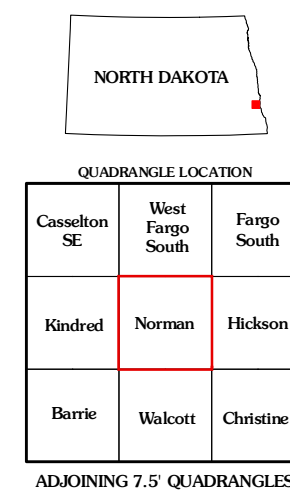 NORTH DAKOTA
QUADRANGLE LOCATION
Casselton
SE
West
Fargo
South
Fargo
South
Kindred
Norman
Hickson
Barrie
Walcott
Christine
ADJOINING 7.5' QUADRANGLES